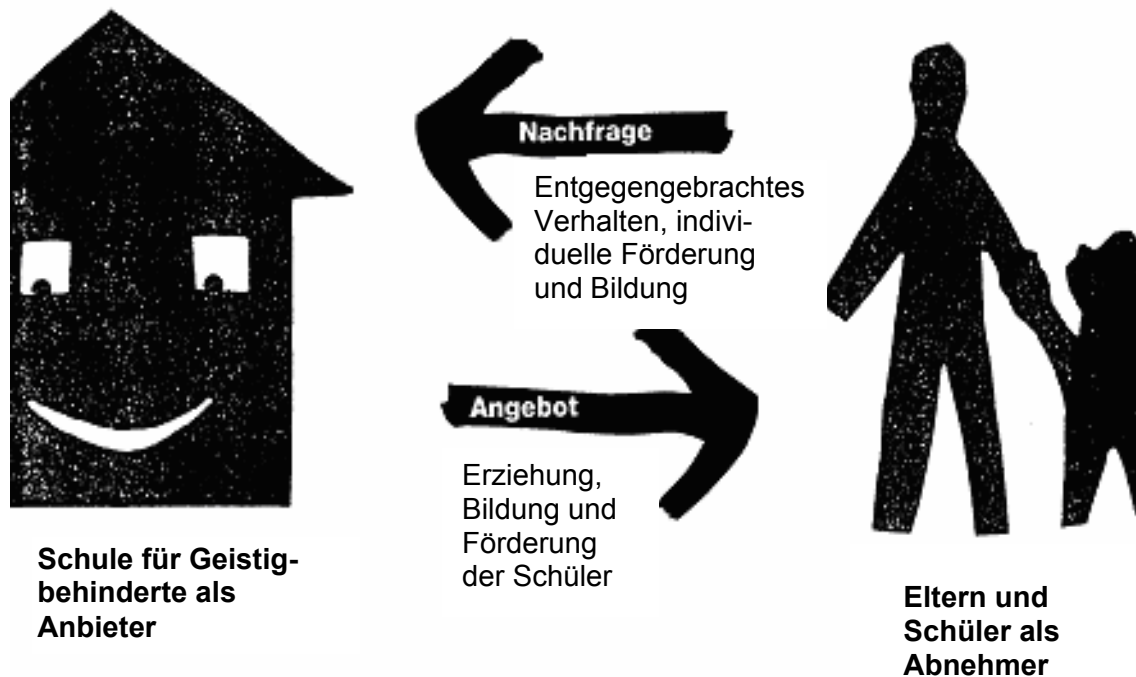 Nachfrage
Entgegengebrachtes
Verhalten, indivi-
duelle Förderung
und Bildung
Angebot
Erziehung,
Bildung und
Förderung
der Schüler
Schule für Geistig-
behinderte als
Anbieter
Eltern und
Schüler als
Abnehmer